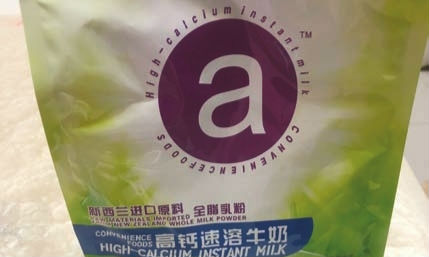 High-calcium instant milk
a
TM
CONVENIENCEFOODS
新西兰进口原料 全脂乳粉
RAW MATERIALS IMPORTED WHOLE MILK POWDER
NEW ZEALAND
CONVENIENCE
FOODS
高钙速溶牛奶
HIGH-CALCIUM INSTANT MILK